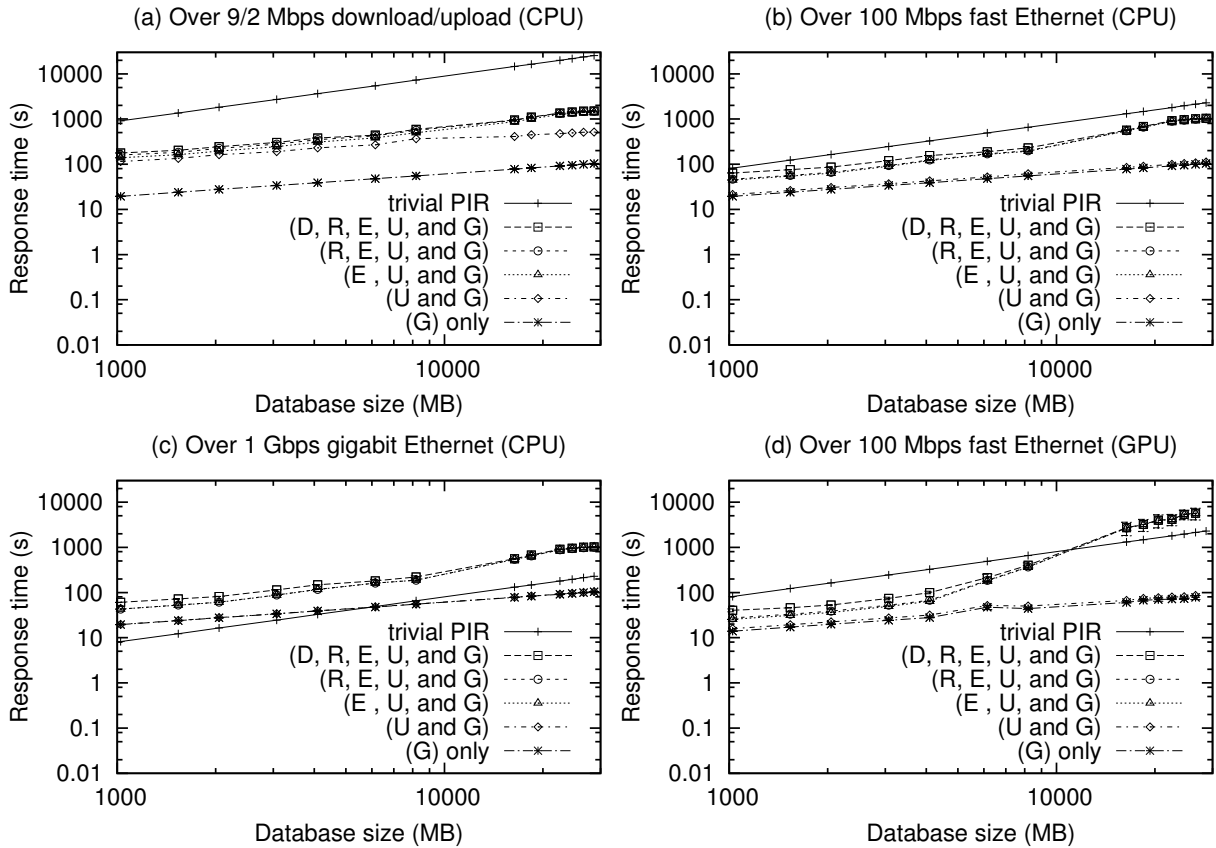 (a) Over 9/2 Mbps download/upload (CPU)
Response time (s)
10000
1000
100
10
1
0.1
0.01
trivial PIR
(D, R, E, U, and G)
(R, E, U, and G)
(E , U, and G)
(U and G)
(G) only
1000 10000
Database size (MB)
(b) Over 100 Mbps fast Ethernet (CPU)
Response time (s)
10000
1000
100
10
1
0.1
0.01
trivial PIR
(D, R, E, U, and G)
(R, E, U, and G)
(E , U, and G)
(U and G)
(G) only
1000 10000
Database size (MB)
(c) Over 1 Gbps gigabit Ethernet (CPU)
Response time (s)
10000
1000
100
10
1
0.1
0.01
trivial PIR
(D, R, E, U, and G)
(R, E, U, and G)
(E , U, and G)
(U and G)
(G) only
1000 10000
Database size (MB)
(d) Over 100 Mbps fast Ethernet (GPU)
Response time (s)
10000
1000
100
10
1
0.1
0.01
trivial PIR
(D, R, E, U, and G)
(R, E, U, and G)
(E , U, and G)
(U and G)
(G) only
1000 10000
Database size (MB)